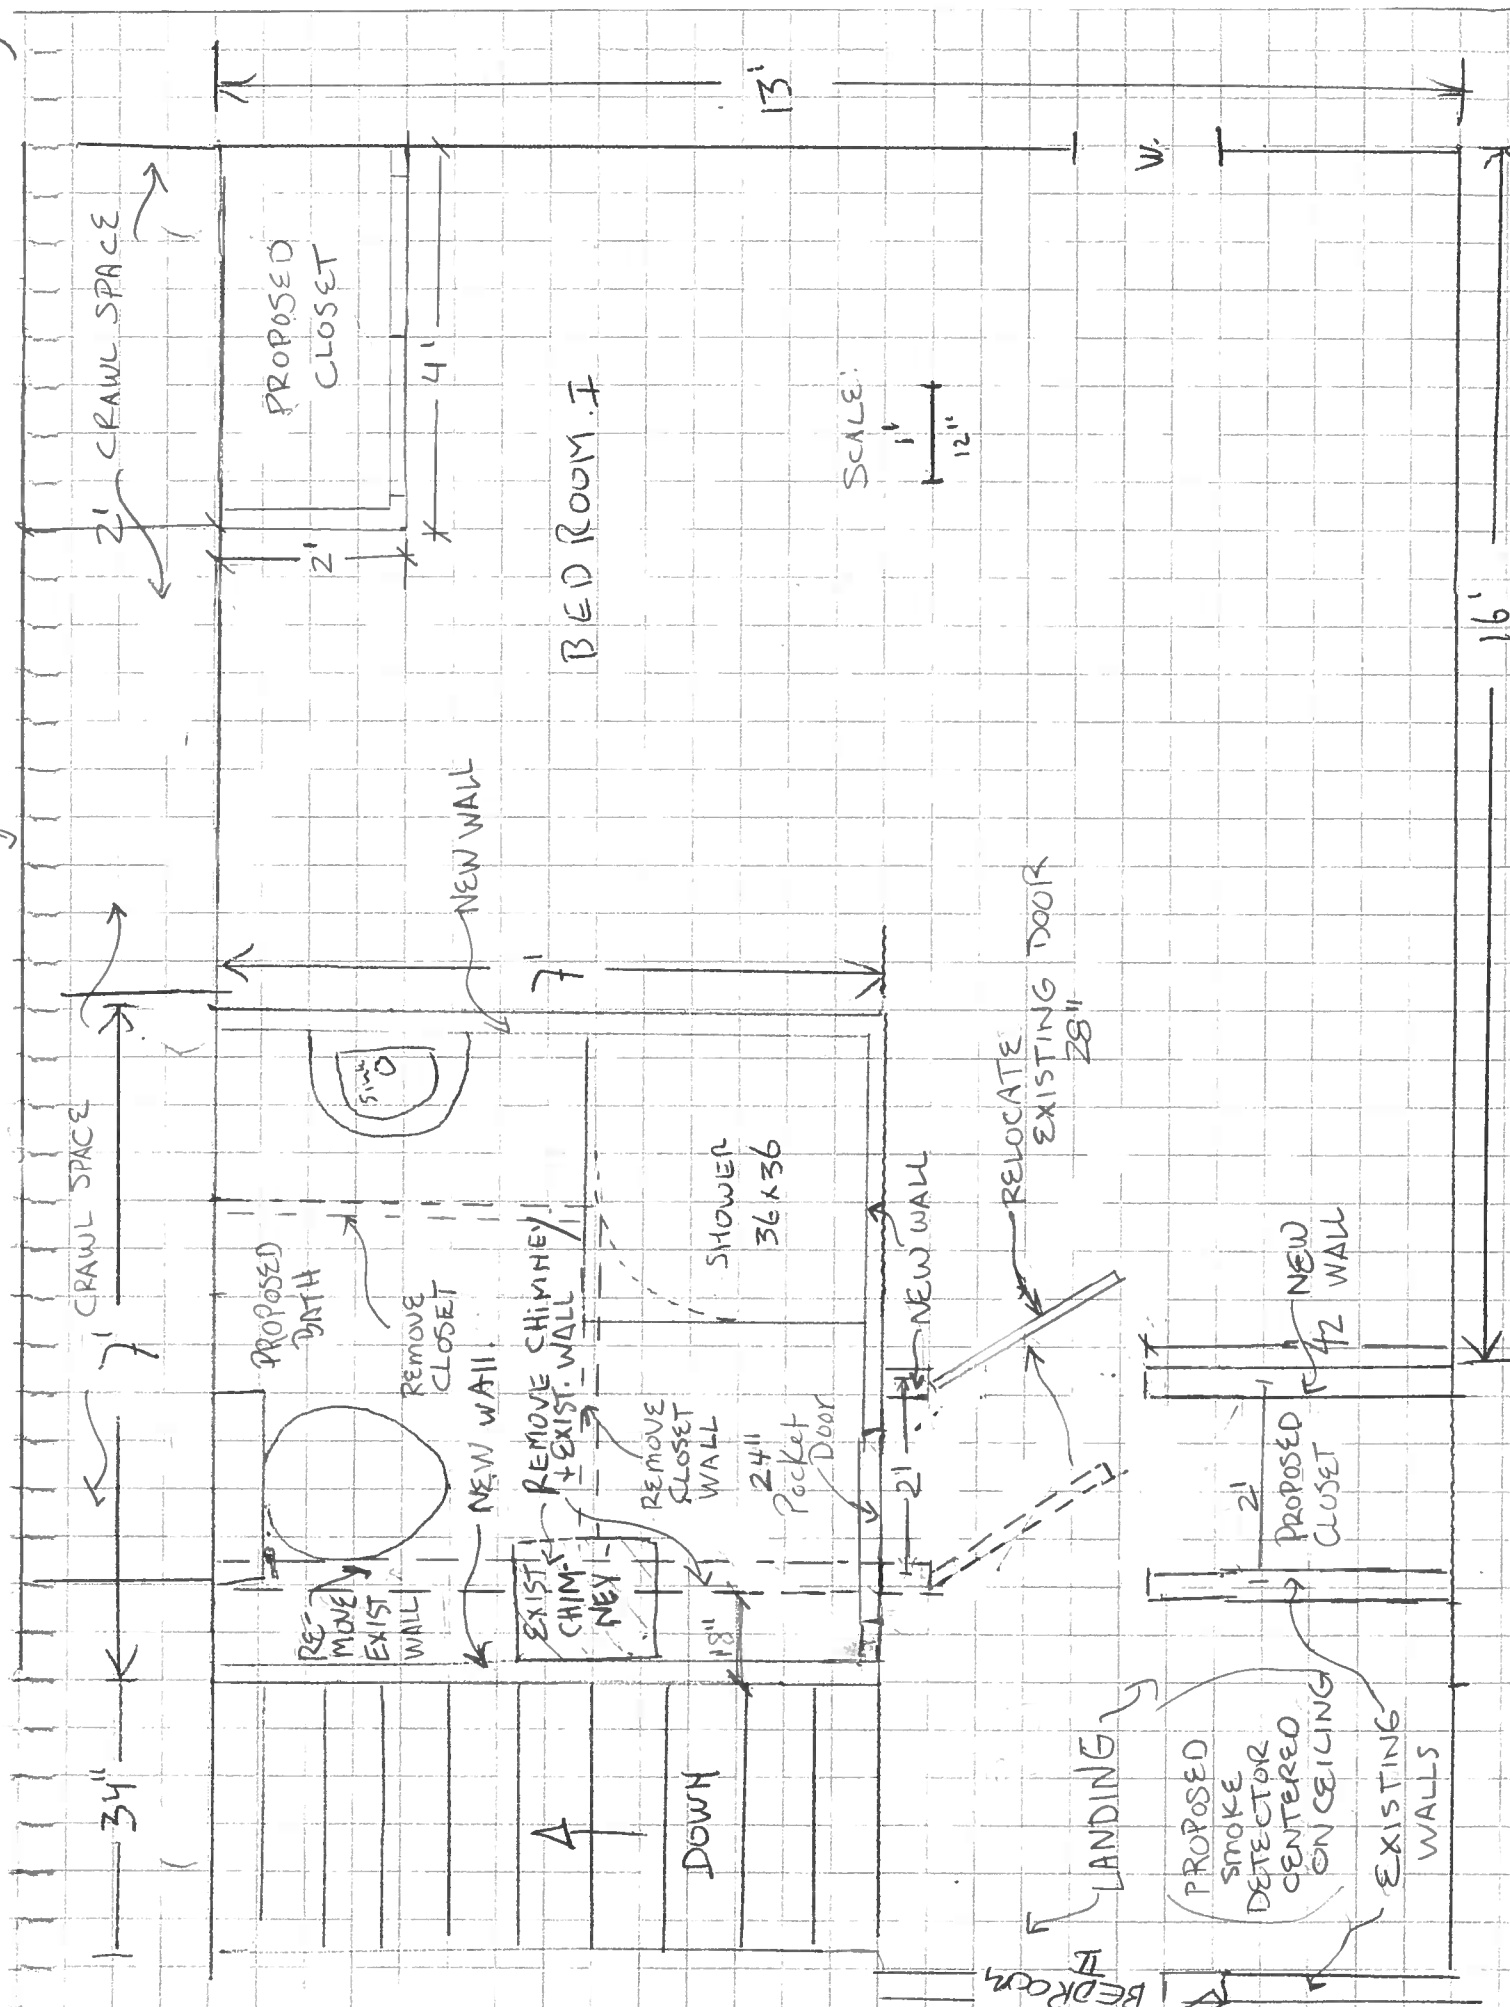 34"
7'
CRAWL SPACE
2'
CRAWL SPACE
13'
PROPOSED
CLOSET
2'
4'
BEDROOM. I
SCALE:
1'
12"
W.
16'
NEW WALL
7'
SINK
PROPOSED
BATH
REMOVE
CLOSET
NEW WALL.
REMOVE CHIMNEY
+ EXIST. WALL
RE-
MOVE
EXIST
WALL
EXIST
CHIM-
NEY
REMOVE
CLOSET
WALL
SHOWER
36 x 36
24"
Pocket
Door
18"
DOWN
2'
NEW WALL
RELOCATE
EXISTING DOOR
28"
LANDING
PROPOSED
SMOKE
DETECTOR
CENTERED
ON CEILING
EXISTING
WALLS
2'
PROPOSED
CLOSET
42
NEW
WALL
BEDROOM
II